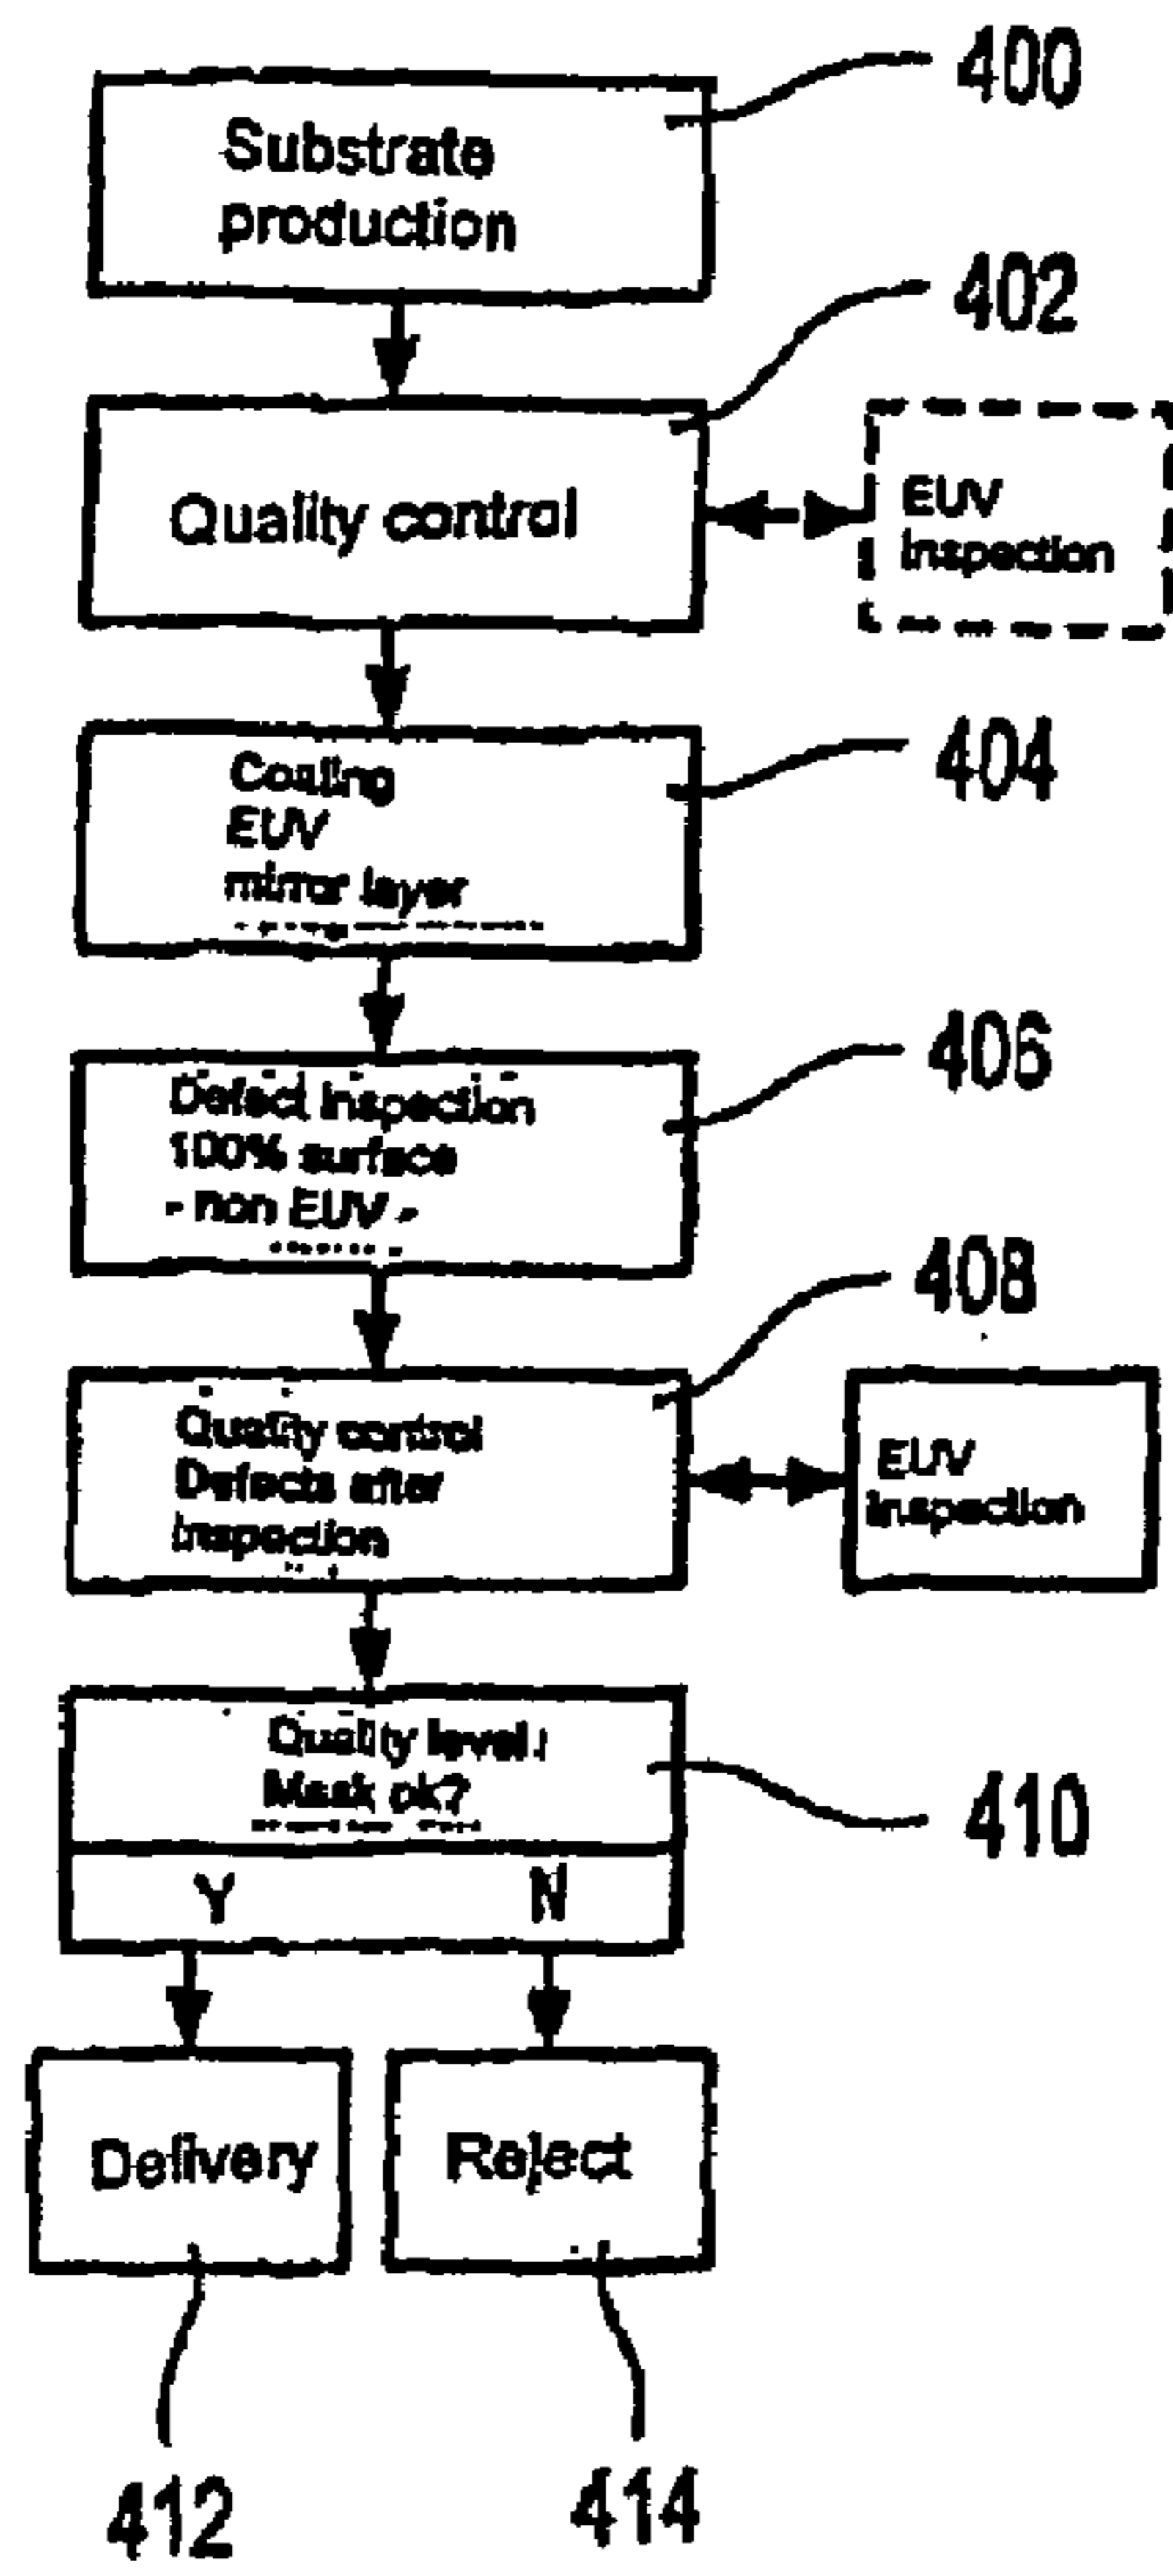 400
Substrate
production
402
Quality control
EUV
Inspection
404
Coating
EUV
mirror layer
406
Defect inspection
100% surface
- non EUV -
408
Quality control
Defects after
inspection
EUV
Inspection
Quality level:
Mask ok?
410
Y N
Delivery
Reject
412
414